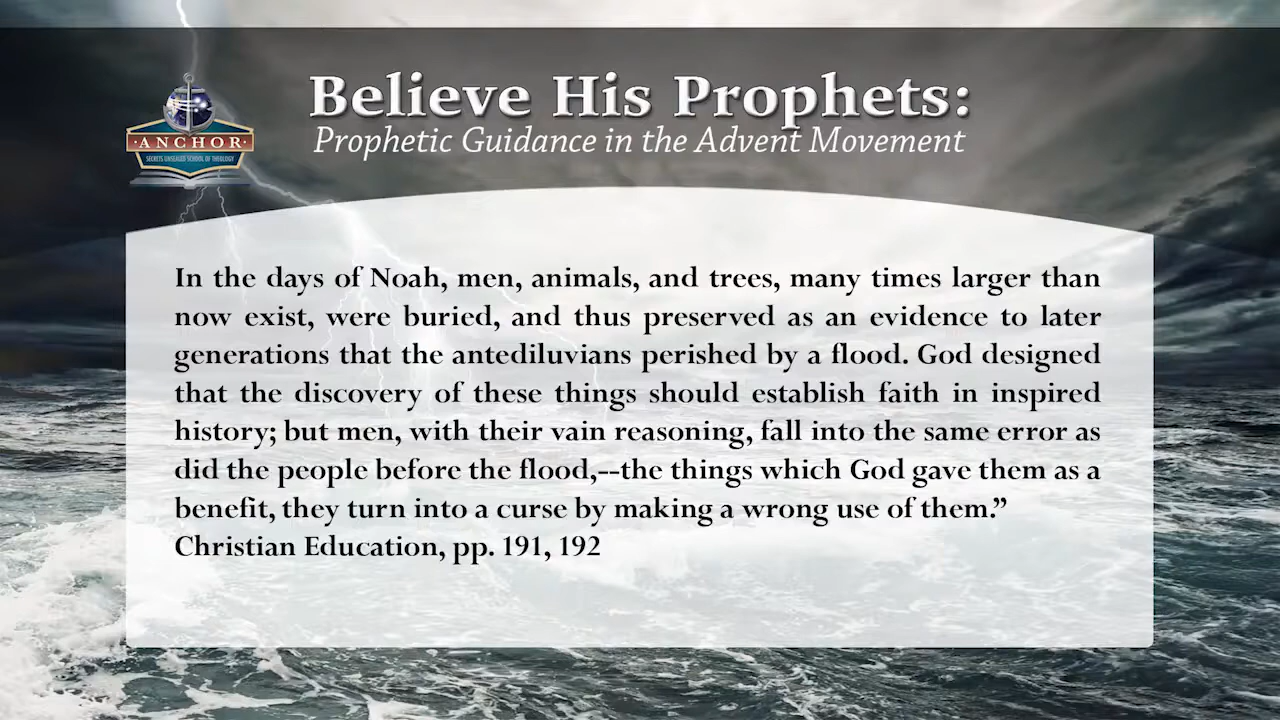 Believe His Prophets:
Prophetic Guidance in the Advent Movement
·ANCHOR·
SECRETS UNSEALED SCHOOL OF THEOLOGY
In the days of Noah, men, animals, and trees, many times larger than
now exist, were buried, and thus preserved as an evidence to later
generations that the antediluvians perished by a flood. God designed
that the discovery of these things should establish faith in inspired
history; but men, with their vain reasoning, fall into the same error as
did the people before the flood,--the things which God gave them as a
benefit, they turn into a curse by making a wrong use of them.”
Christian Education, pp. 191, 192